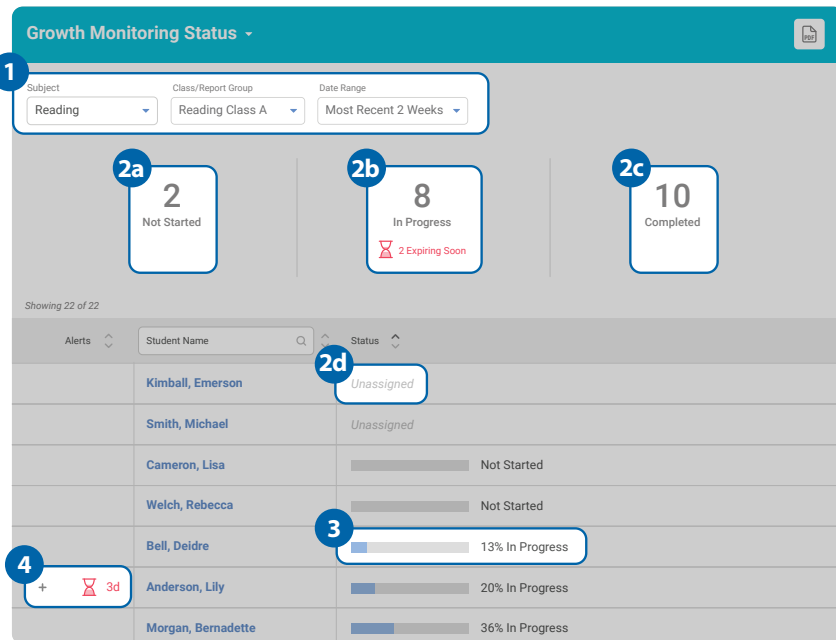 Growth Monitoring Status
PDF
1
Subject
Class/Report Group
Date Range
Reading
Reading Class A
Most Recent 2 Weeks
2a
2b
2c
2
8
10
Not Started
In Progress
Completed
2 Expiring Soon
Showing 22 of 22
Alerts
Student Name
Status
2d
Kimball, Emerson
Unassigned
Smith, Michael
Unassigned
Cameron, Lisa
Not Started
Welch, Rebecca
Not Started
3
Bell, Deidre
13% In Progress
4
+ 3d
Anderson, Lily
20% In Progress
Morgan, Bernadette
36% In Progress